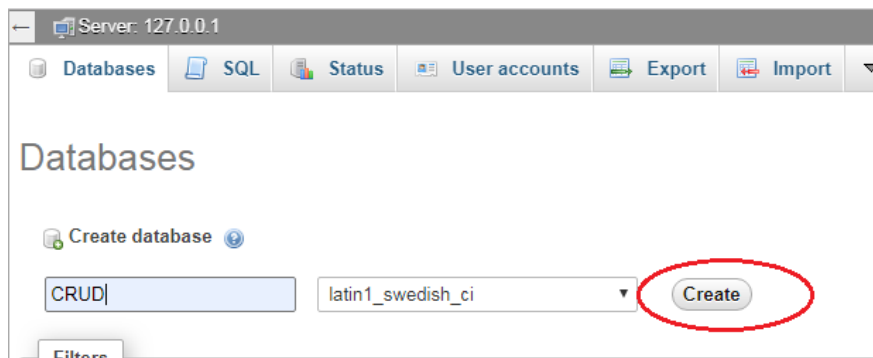 Server: 127.0.0.1
Databases SQL Status User accounts Export Import
Databases
Create database
CRUD latin1_swedish_ci Create
Filters